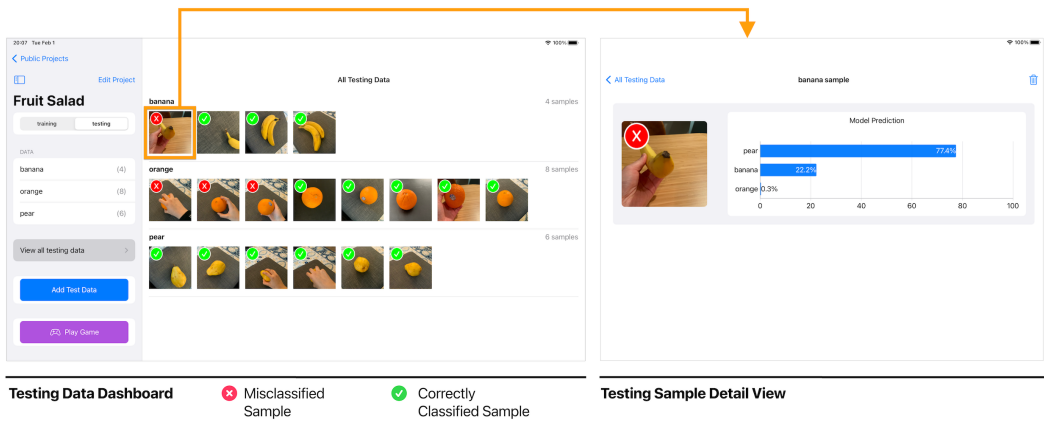 20:07 Tue Feb 1
100%
Public Projects
Edit Project
Fruit Salad
training testing
DATA
banana (4)
orange (8)
pear (6)
View all testing data
Add Test Data
Play Game
All Testing Data
banana 4 samples
orange 8 samples
pear 6 samples
100%
All Testing Data
banana sample
Model Prediction
pear 77.4%
banana 22.2%
orange 0.3%
0 20 40 60 80 100
Testing Data Dashboard
Misclassified
Sample
Correctly
Classified Sample
Testing Sample Detail View